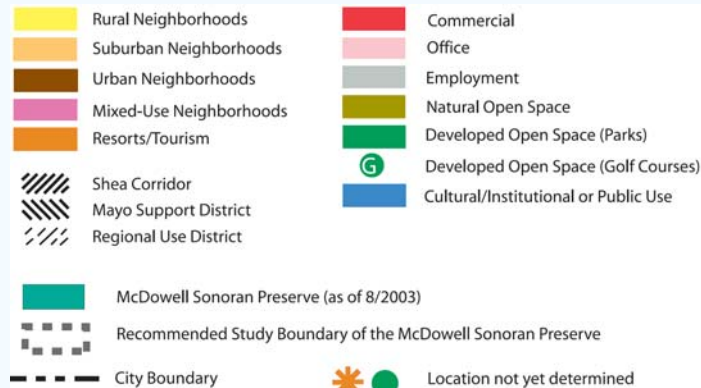 Rural Neighborhoods
Suburban Neighborhoods
Urban Neighborhoods
Mixed-Use Neighborhoods
Resorts/Tourism
Shea Corridor
Mayo Support District
Regional Use District
Commercial
Office
Employment
Natural Open Space
Developed Open Space (Parks)
G Developed Open Space (Golf Courses)
Cultural/Institutional or Public Use
McDowell Sonoran Preserve (as of 8/2003)
Recommended Study Boundary of the McDowell Sonoran Preserve
City Boundary
Location not yet determined